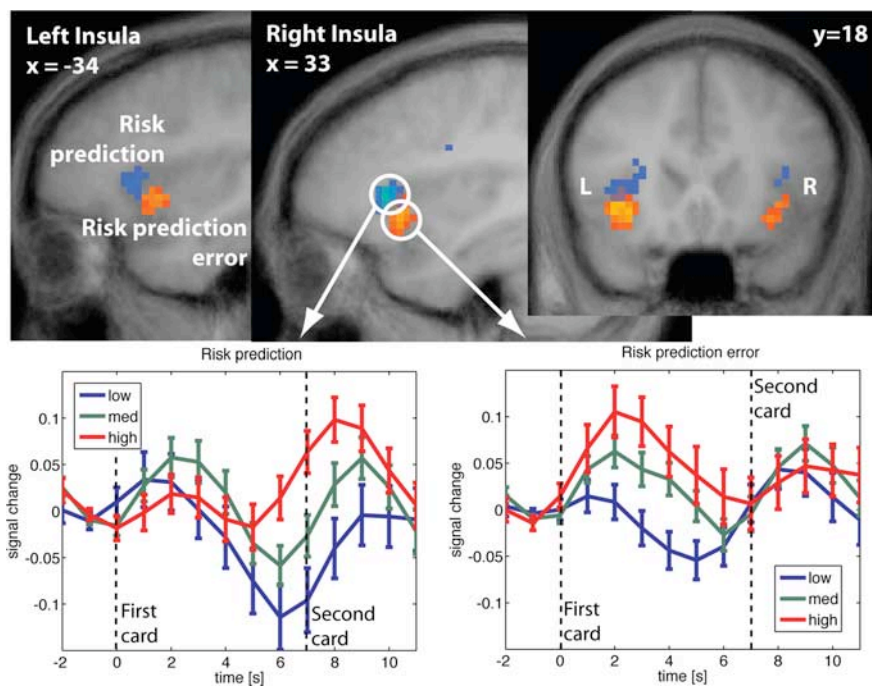 Left Insula
x = -34
Right Insula
x = 33
y=18
Risk
prediction
Risk prediction
error
L
R
Risk prediction
Risk prediction error
low
med
high
First
card
Second
card
signal change
0.1
0.05
0
-0.05
-0.1
-2
0
2
4
6
8
10
time [s]
Second
card
First
card
low
med
high
signal change
0.1
0.05
0
-0.05
-0.1
-2
0
2
4
6
8
10
time [s]